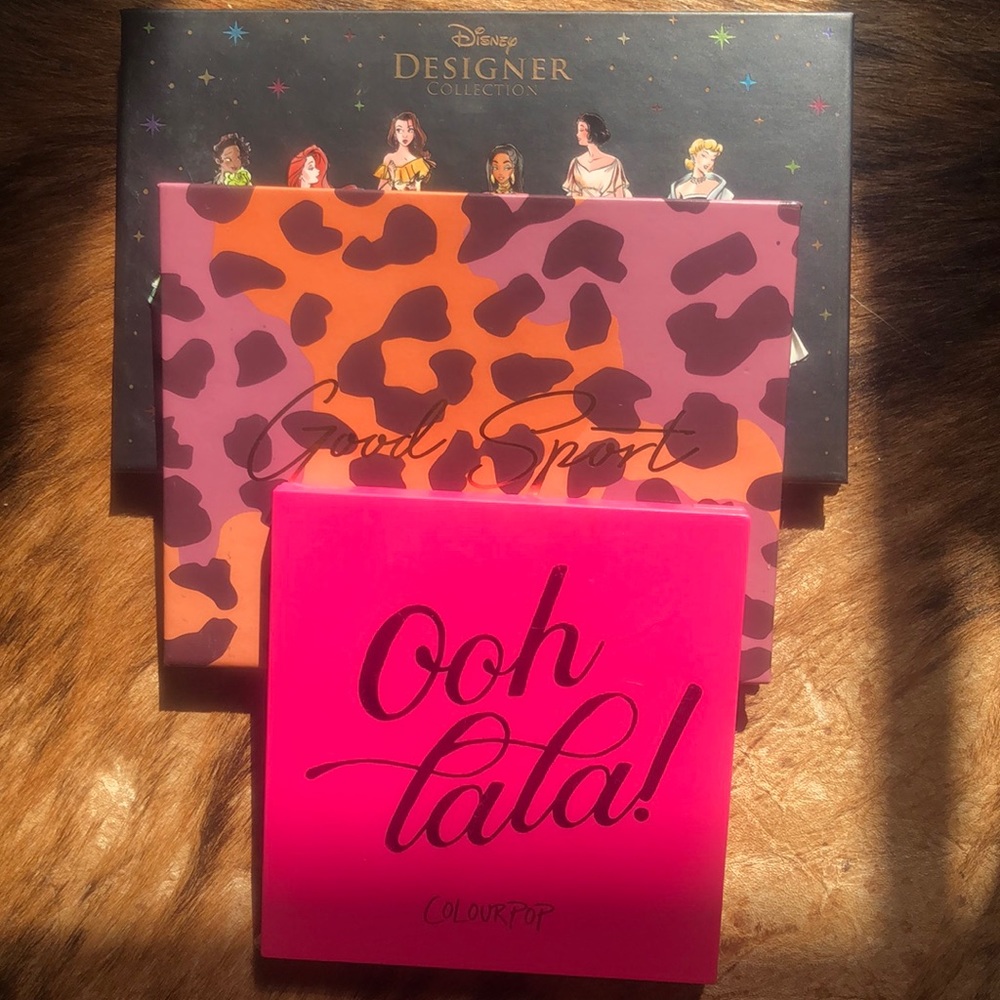 Disney
DESIGNER
COLLECTION
Good Sport
Ooh
lala!
COLOURPOP